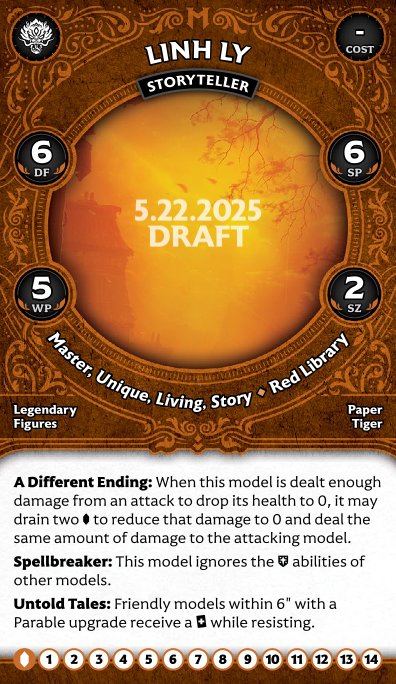 -
COST
LINH LY
STORYTELLER
6
DF
6
SP
5.22.2025
DRAFT
5
WP
2
SZ
Master, Unique, Living, Story ◆ Red Library
Legendary
Figures
Paper
Tiger
A Different Ending: When this model is dealt enough
damage from an attack to drop its health to 0, it may
drain two to reduce that damage to 0 and deal the
same amount of damage to the attacking model.
Spellbreaker: This model ignores the abilities of
other models.
Untold Tales: Friendly models within 6" with a
Parable upgrade receive a while resisting.
1 2 3 4 5 6 7 8 9 10 11 12 13 14